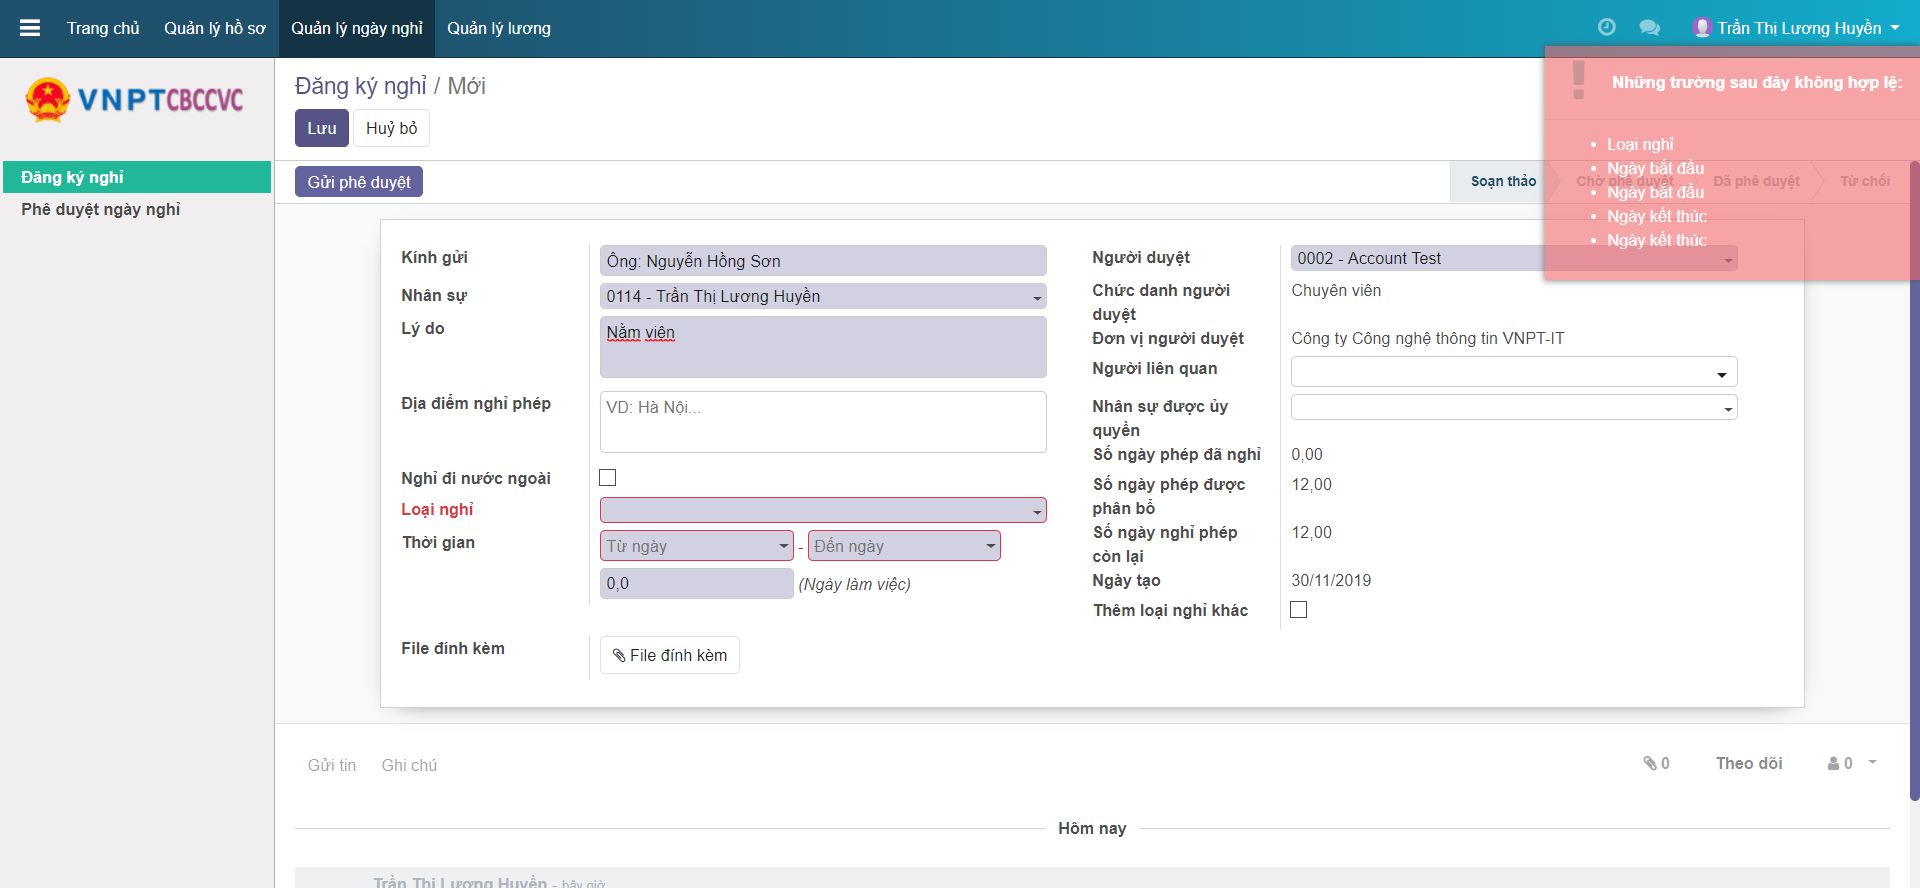 Trang chủ Quản lý hồ sơ Quản lý ngày nghỉ Quản lý lương Trần Thị Lương Huyền
VNPTCBCCVC
Đăng ký nghỉ
Phê duyệt ngày nghỉ
Đăng ký nghỉ / Mới
Lưu Huỷ bỏ
Gửi phê duyệt
Soạn thảo Chờ phê duyệt Đã phê duyệt Từ chối
Những trường sau đây không hợp lệ:
Loại nghỉ
Ngày bắt đầu
Ngày bắt đầu
Ngày kết thúc
Ngày kết thúc
Kính gửi Ông: Nguyễn Hồng Sơn
Nhân sự 0114 - Trần Thị Lương Huyền
Lý do Nằm viện
Địa điểm nghỉ phép VD: Hà Nội...
Nghỉ đi nước ngoài
Loại nghỉ
Thời gian Từ ngày - Đến ngày
0,0 (Ngày làm việc)
File đính kèm File đính kèm
Người duyệt 0002 - Account Test
Chức danh người
duyệt
Chuyên viên
Đơn vị người duyệt Công ty Công nghệ thông tin VNPT-IT
Người liên quan
Nhân sự được ủy
quyền
Số ngày phép đã nghỉ 0,00
Số ngày phép được
phân bổ
12,00
Số ngày nghỉ phép
còn lại
12,00
Ngày tạo 30/11/2019
Thêm loại nghỉ khác
Gửi tin Ghi chú 0 Theo dõi 0
Hôm nay
Trần Thị Lương Huyền - bây giờ